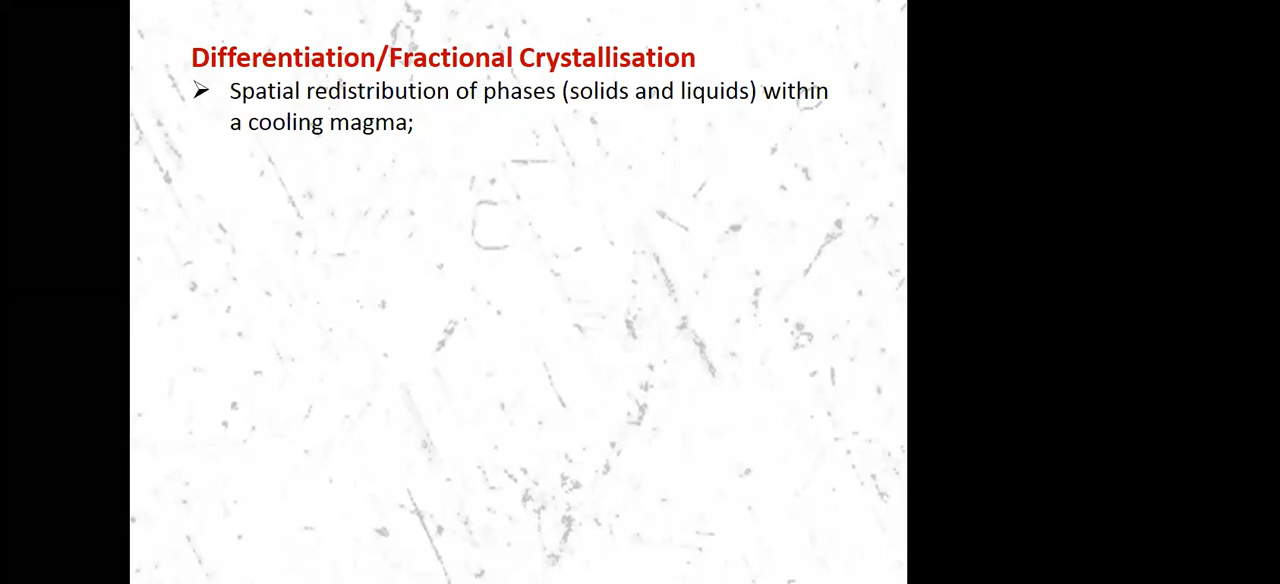 Differentiation/Fractional Crystallisation
➢ Spatial redistribution of phases (solids and liquids) within
a cooling magma;